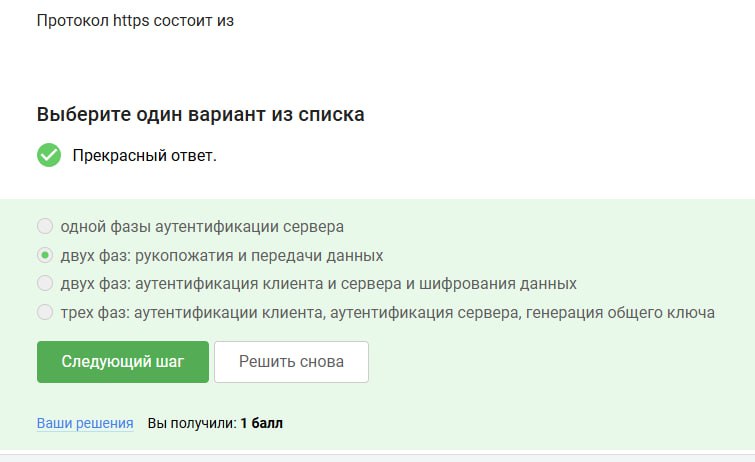 Протокол https состоит из
Выберите один вариант из списка
Прекрасный ответ.
одной фазы аутентификации сервера
двух фаз: рукопожатия и передачи данных
двух фаз: аутентификации клиента и сервера и шифрования данных
трех фаз: аутентификации клиента, аутентификация сервера, генерация общего ключа
Следующий шаг Решить снова
Ваши решения Вы получили: 1 балл